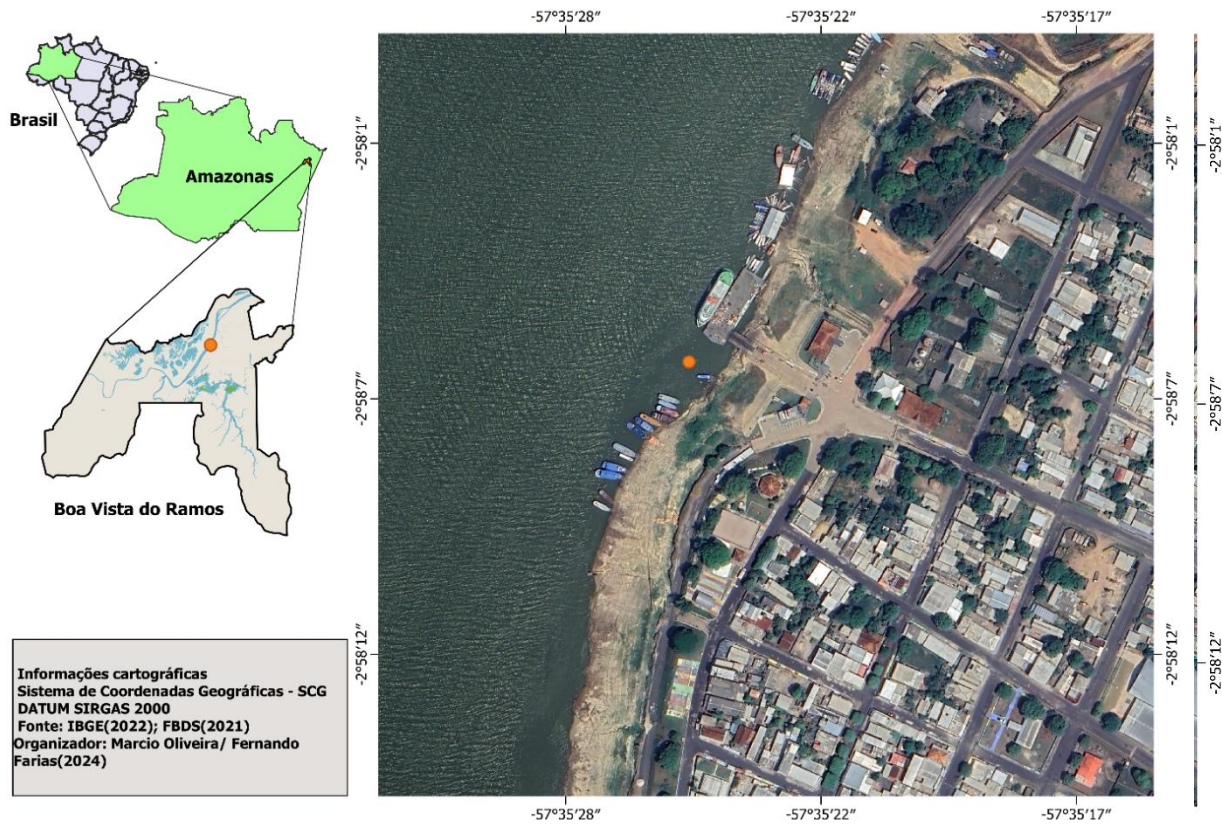 -57°35′28″ -57°35′22″ -57°35′17″
Brasil
Amazonas
Boa Vista do Ramos
Informações cartográficas
Sistema de Coordenadas Geográficas - SCG
DATUM SIRGAS 2000
Fonte: IBGE(2022); FBDS(2021)
Organizador: Marcio Oliveira/ Fernando
Farias(2024)
-2°58′1″
-2°58′7″
-2°58′12″
-2°58′1″
-2°58′7″
-2°58′12″
-57°35′28″ -57°35′22″ -57°35′17″